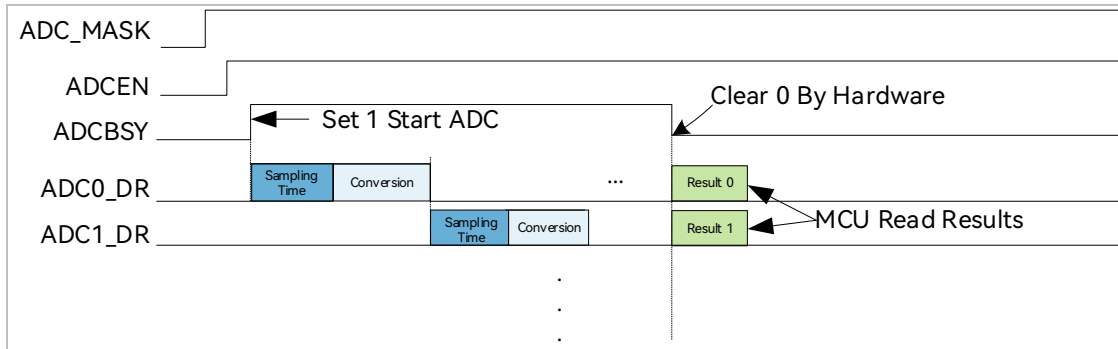 ADC_MASK
ADCEN
Clear 0 By Hardware
ADCBSY
Set 1 Start ADC
ADC0_DR
Sampling
Time
Conversion
...
Result 0
MCU Read Results
ADC1_DR
Sampling
Time
Conversion
Result 1
.
.
.